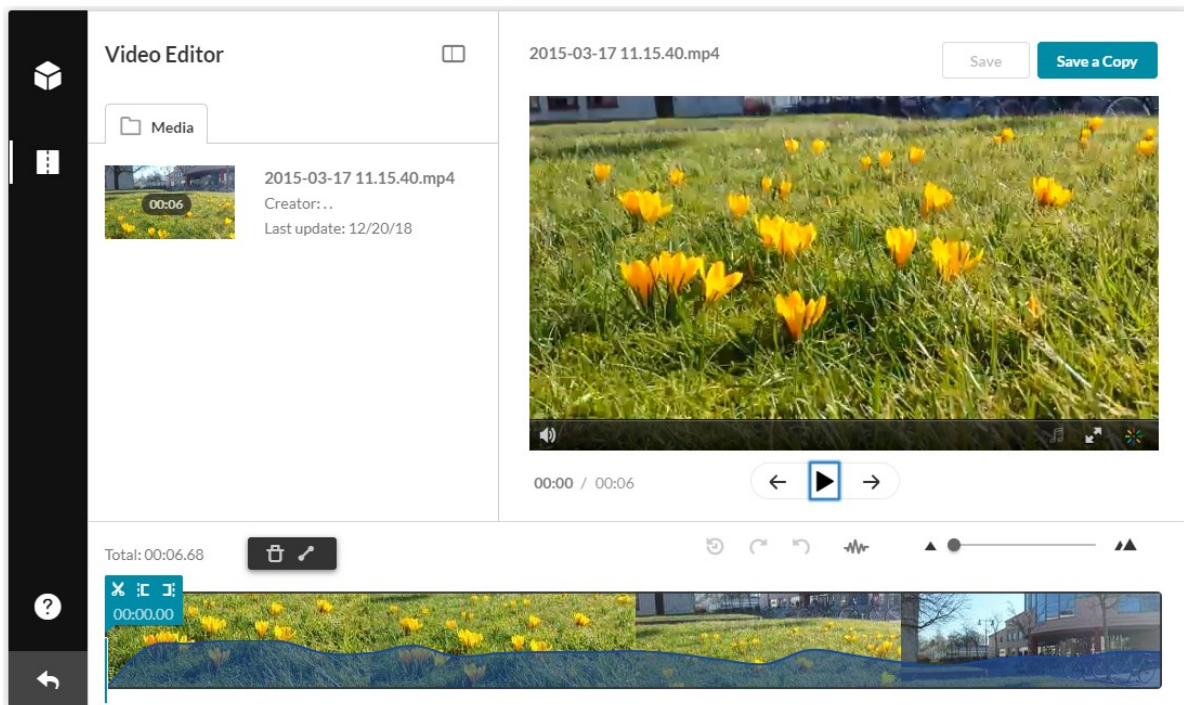 Video Editor
Media
00:06
2015-03-17 11.15.40.mp4
Creator: . .
Last update: 12/20/18
2015-03-17 11.15.40.mp4
Save
Save a Copy
00:00 / 00:06
Total: 00:06.68
00:00.00